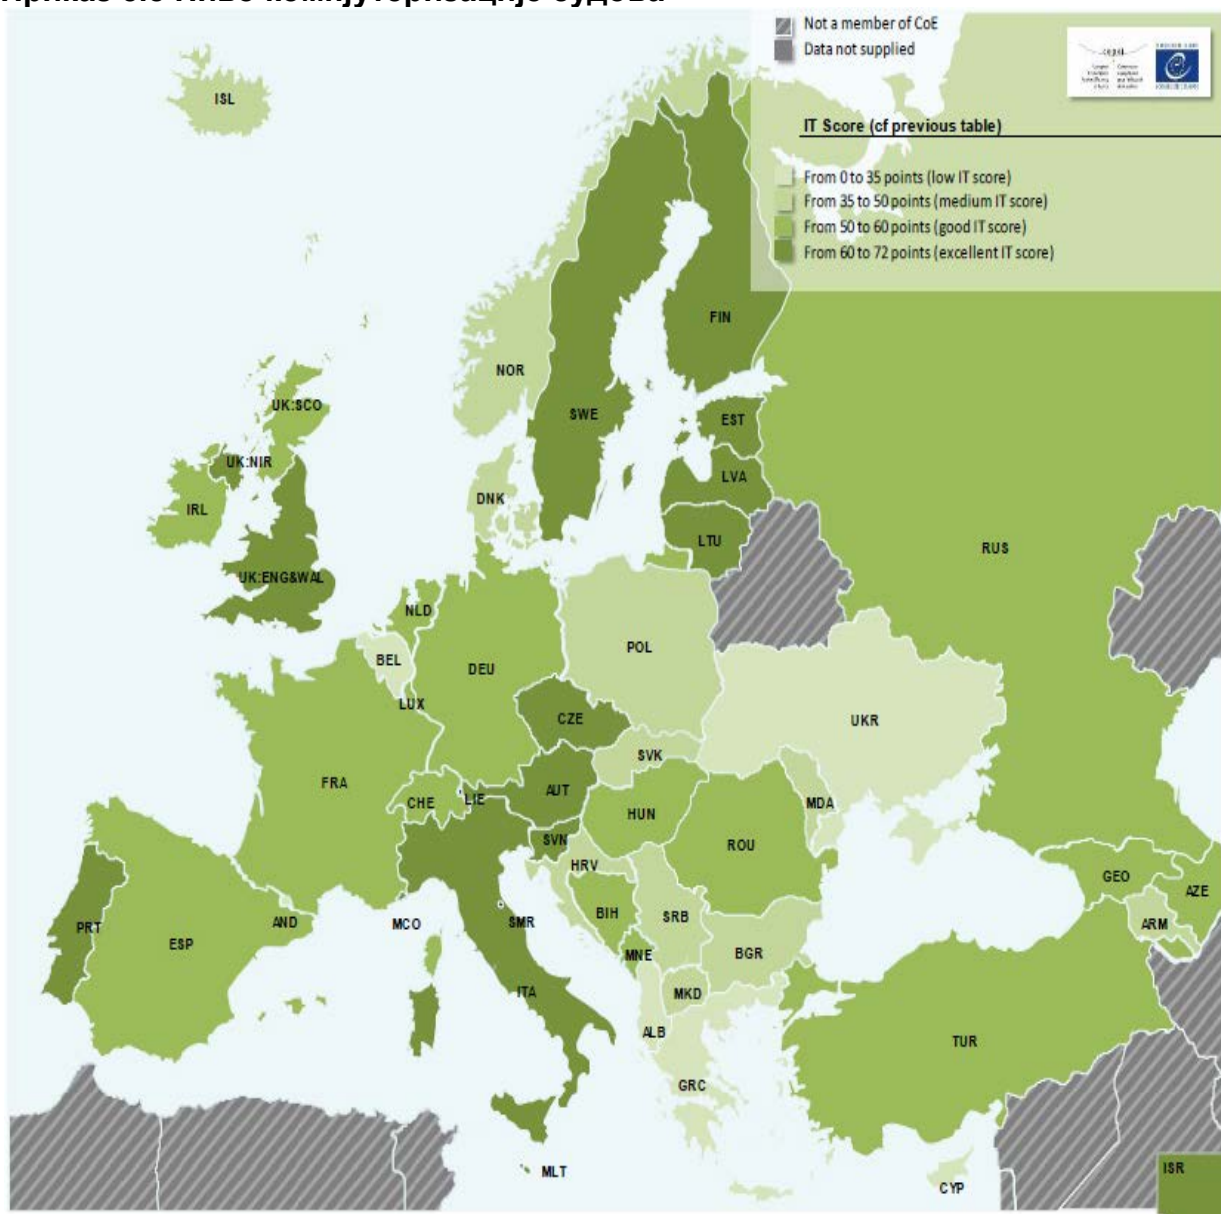 Not a member of CoE
Data not supplied
cepej
IT Score (cf previous table)
From 0 to 35 points (low IT score)
From 35 to 50 points (medium IT score)
From 50 to 60 points (good IT score)
From 60 to 72 points (excellent IT score)
ISL
FIN
NOR
UK:SCO
SWE
EST
UK:NIR
LVA
DNK
IRL
LTU
RUS
UK:ENG&WAL
NLD
POL
BEL
DEU
LUX
CZE
UKR
SVK
FRA
AUT
CHE
LIE
MDA
HUN
SVN
ROU
HRV
GEO
AZE
BIH
SRB
AND
MCO
SMR
ARM
PRT
ESP
MNE
BGR
ITA
MKD
ALB
TUR
GRC
MLT
ISR
CYP